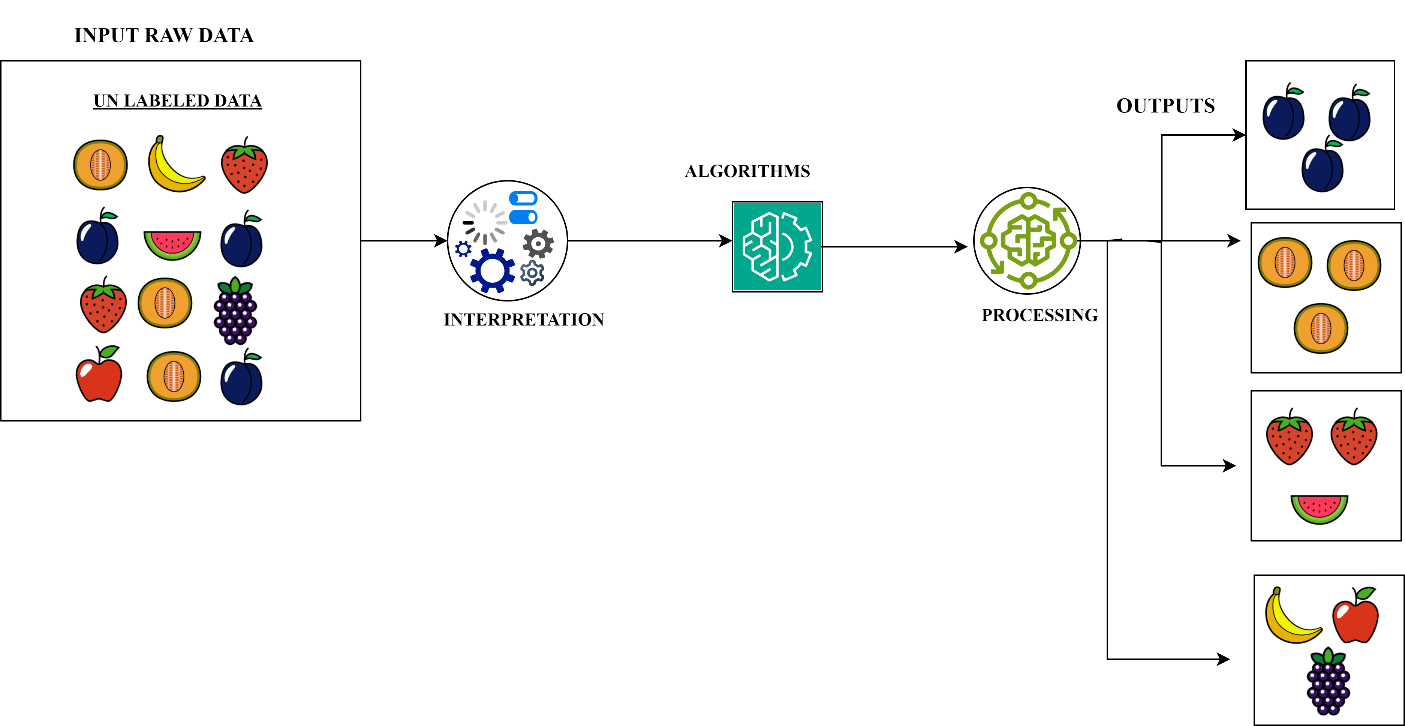 INPUT RAW DATA
UN LABELED DATA
INTERPRETATION
ALGORITHMS
PROCESSING
OUTPUTS